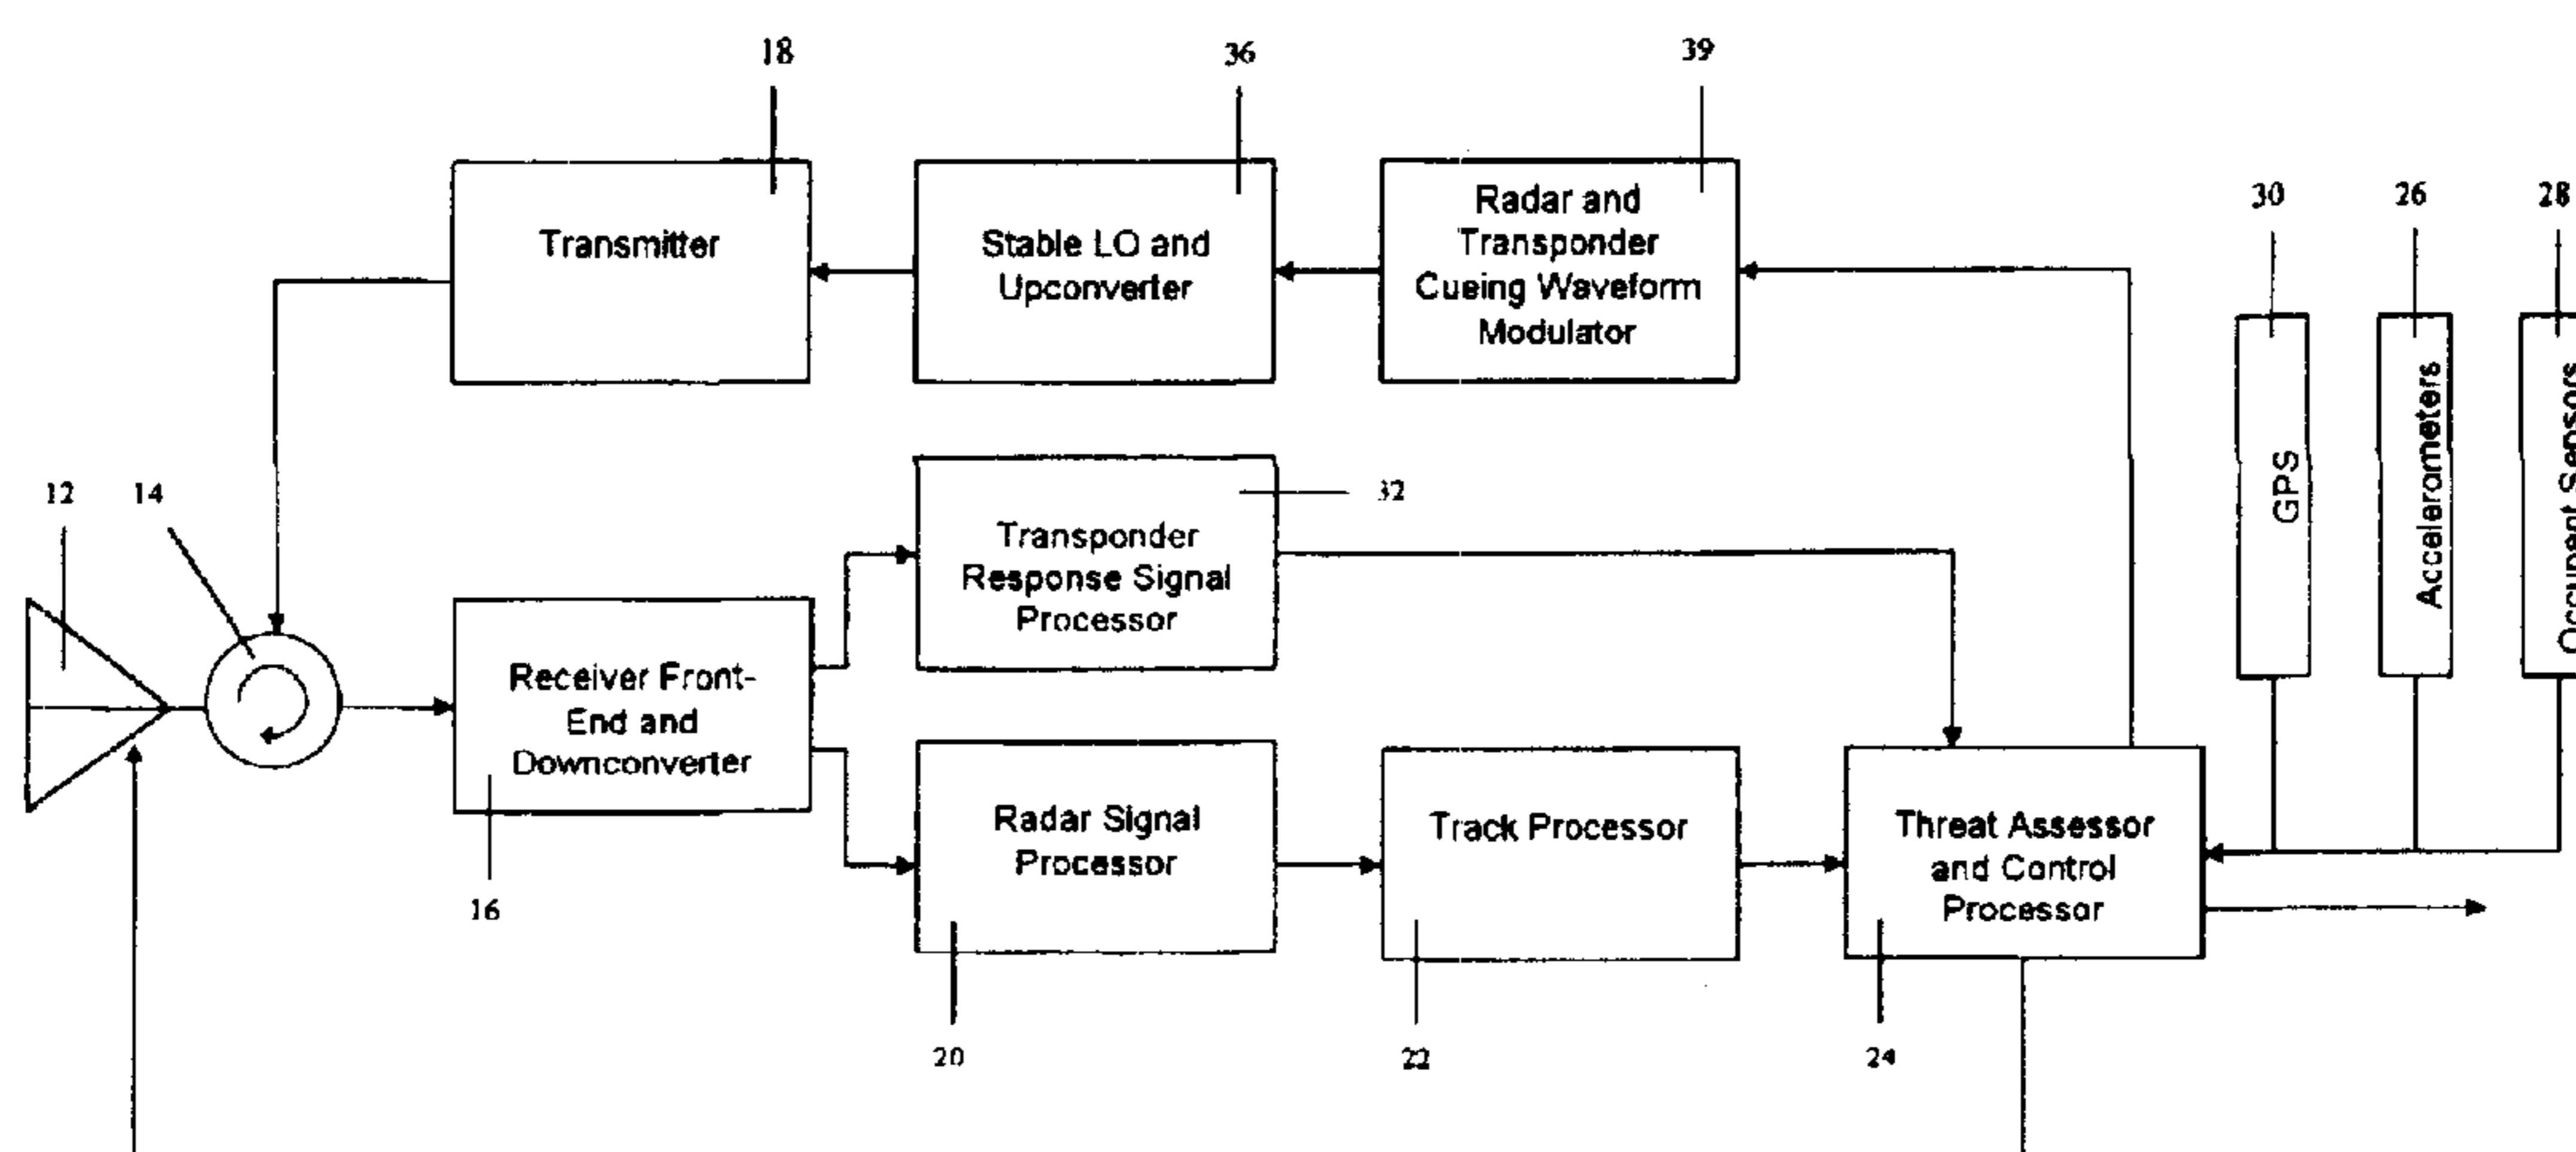 18
36
39
30
26
28
Transmitter
Stable LO and
Upconverter
Radar and
Transponder
Cueing Waveform
Modulator
GPS
Accelerometers
Occupant Sensors
12
14
32
Transponder
Response Signal
Processor
Receiver Front-
End and
Downconverter
16
Radar Signal
Processor
20
Track Processor
22
Threat Assessor
and Control
Processor
24